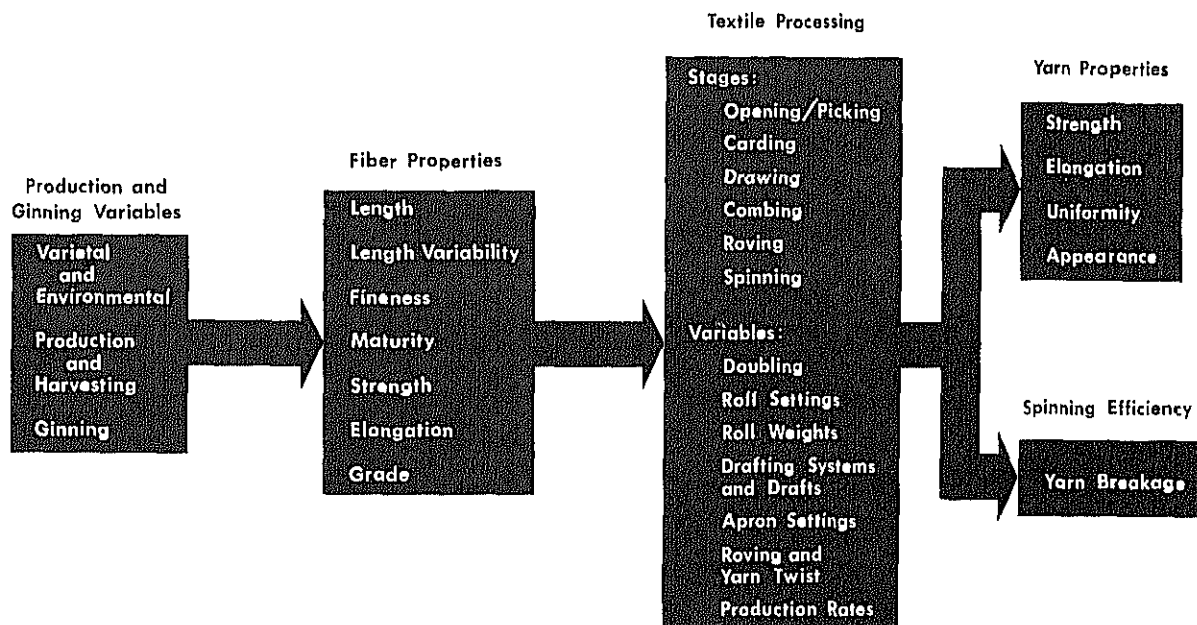 Production and
Ginning Variables
Varietal
and
Environmental
Production
and
Harvesting
Ginning
Fiber Properties
Length
Length Variability
Fineness
Maturity
Strength
Elongation
Grade
Textile Processing
Stages:
Opening/Picking
Carding
Drawing
Combing
Roving
Spinning
Variables:
Doubling
Roll Settings
Roll Weights
Drafting Systems
and Drafts
Apron Settings
Roving and
Yarn Twist
Production Rates
Yarn Properties
Strength
Elongation
Uniformity
Appearance
Spinning Efficiency
Yarn Breakage